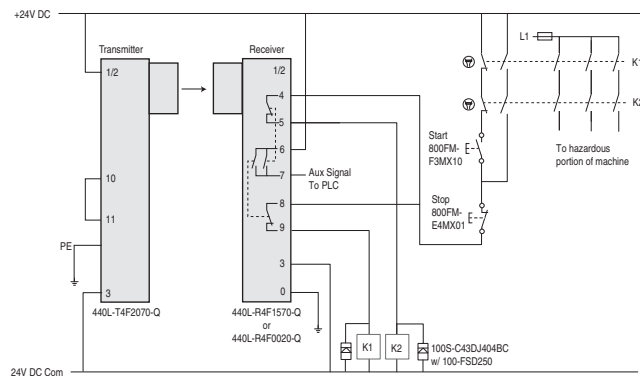 +24V DC
Transmitter
Receiver
L1
K1
K2
1/2
1/2
4
5
6
7
8
9
3
0
10
11
PE
3
Aux Signal
To PLC
Start
800FM-
F3MX10
Stop
800FM-
E4MX01
To hazardous
portion of machine
440L-T4F2070-Q
440L-R4F1570-Q
or
440L-R4F0020-Q
K1
K2
100S-C43DJ404BC
w/ 100-FSD250
24V DC Com